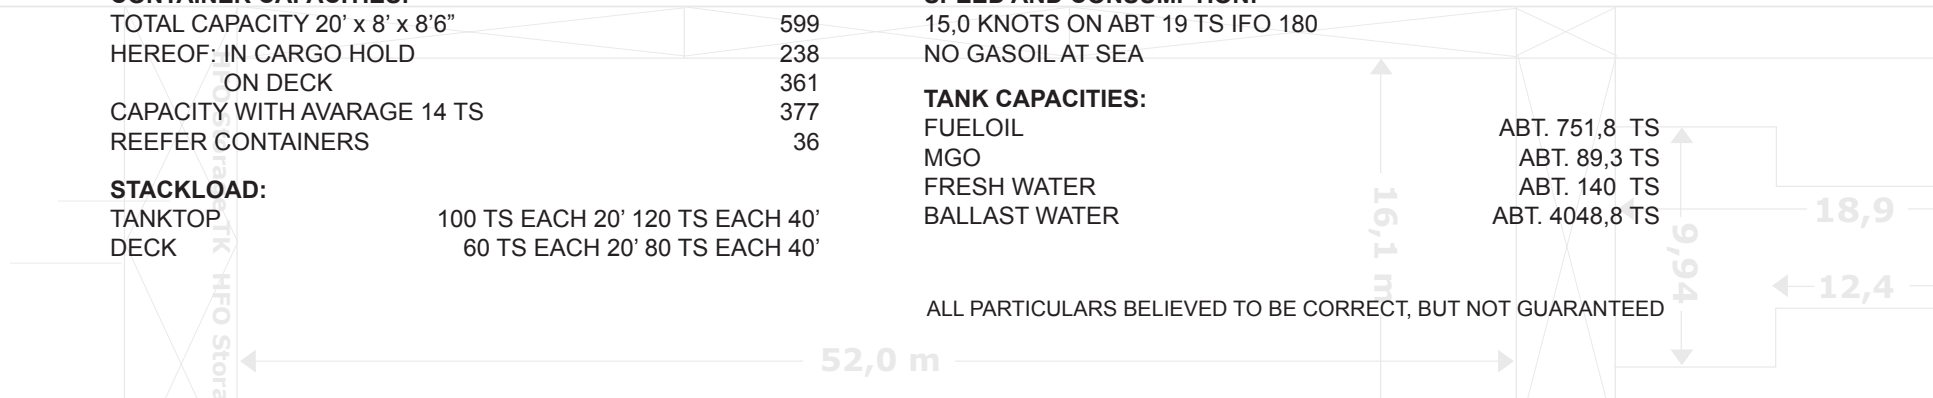 CONTAINER CAPACITIES:
TOTAL CAPACITY 20’ x 8’ x 8’6” 599
HEREOF: IN CARGO HOLD 238
ON DECK 361
CAPACITY WITH AVARAGE 14 TS 377
REEFER CONTAINERS 36
STACKLOAD:
TANKTOP 100 TS EACH 20’ 120 TS EACH 40’
DECK 60 TS EACH 20’ 80 TS EACH 40’
SPEED AND CONSUMPTION:
15,0 KNOTS ON ABT 19 TS IFO 180
NO GASOIL AT SEA
TANK CAPACITIES:
FUELOIL ABT. 751,8 TS
MGO ABT. 89,3 TS
FRESH WATER ABT. 140 TS
BALLAST WATER ABT. 4048,8 TS
ALL PARTICULARS BELIEVED TO BE CORRECT, BUT NOT GUARANTEED
16,1 m
9,94
18,9
12,4
52,0 m
HFO